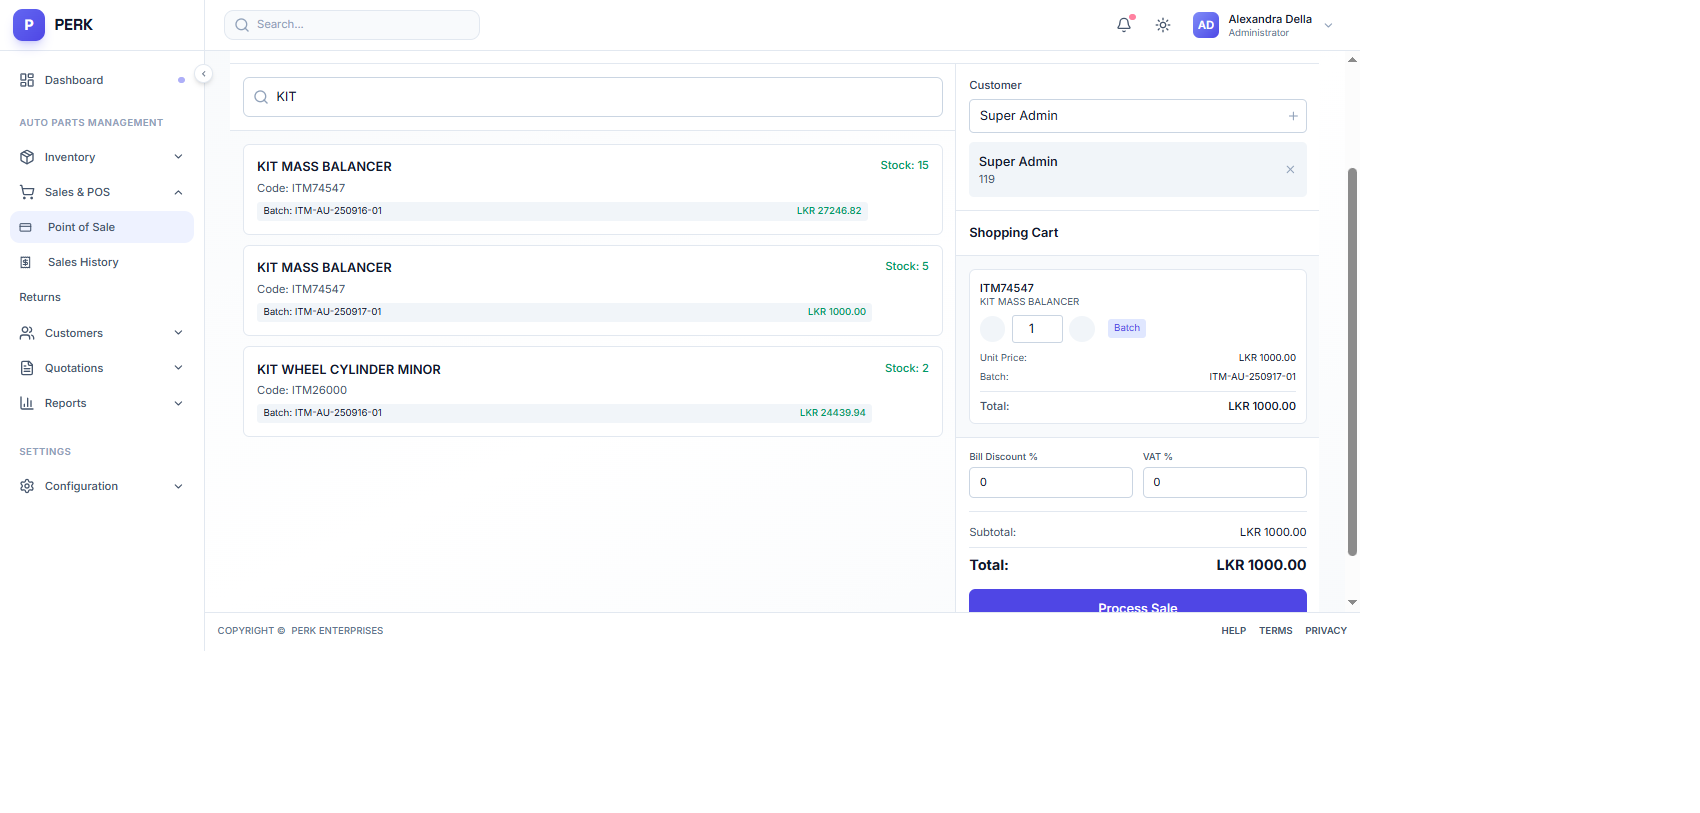 P PERK
Search...
AD Alexandra Della
Administrator
Dashboard
AUTO PARTS MANAGEMENT
Inventory
Sales & POS
Point of Sale
Sales History
Returns
Customers
Quotations
Reports
SETTINGS
Configuration
KIT
KIT MASS BALANCER Stock: 15
Code: ITM74547
Batch: ITM-AU-250916-01 LKR 27246.82
KIT MASS BALANCER Stock: 5
Code: ITM74547
Batch: ITM-AU-250917-01 LKR 1000.00
KIT WHEEL CYLINDER MINOR Stock: 2
Code: ITM26000
Batch: ITM-AU-250916-01 LKR 24439.94
Customer
Super Admin
Super Admin
119
Shopping Cart
ITM74547
KIT MASS BALANCER
1 Batch
Unit Price: LKR 1000.00
Batch: ITM-AU-250917-01
Total: LKR 1000.00
Bill Discount % VAT %
0 0
Subtotal: LKR 1000.00
Total: LKR 1000.00
Process Sale
COPYRIGHT © PERK ENTERPRISES HELP TERMS PRIVACY